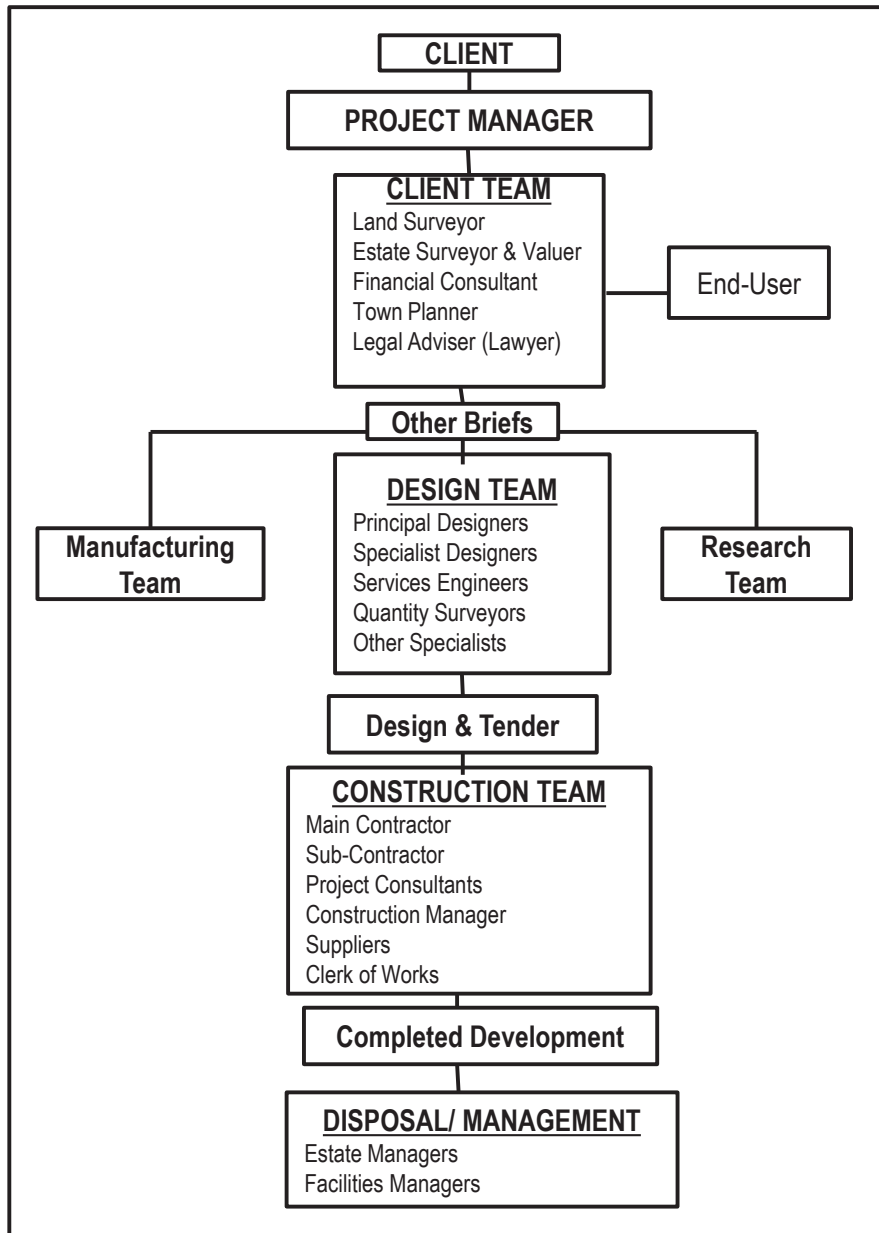 CLIENT
PROJECT MANAGER
CLIENT TEAM
Land Surveyor
Estate Surveyor & Valuer
Financial Consultant
Town Planner
Legal Adviser (Lawyer)
End-User
Other Briefs
Manufacturing
Team
DESIGN TEAM
Principal Designers
Specialist Designers
Services Engineers
Quantity Surveyors
Other Specialists
Research
Team
Design & Tender
CONSTRUCTION TEAM
Main Contractor
Sub-Contractor
Project Consultants
Construction Manager
Suppliers
Clerk of Works
Completed Development
DISPOSAL/ MANAGEMENT
Estate Managers
Facilities Managers